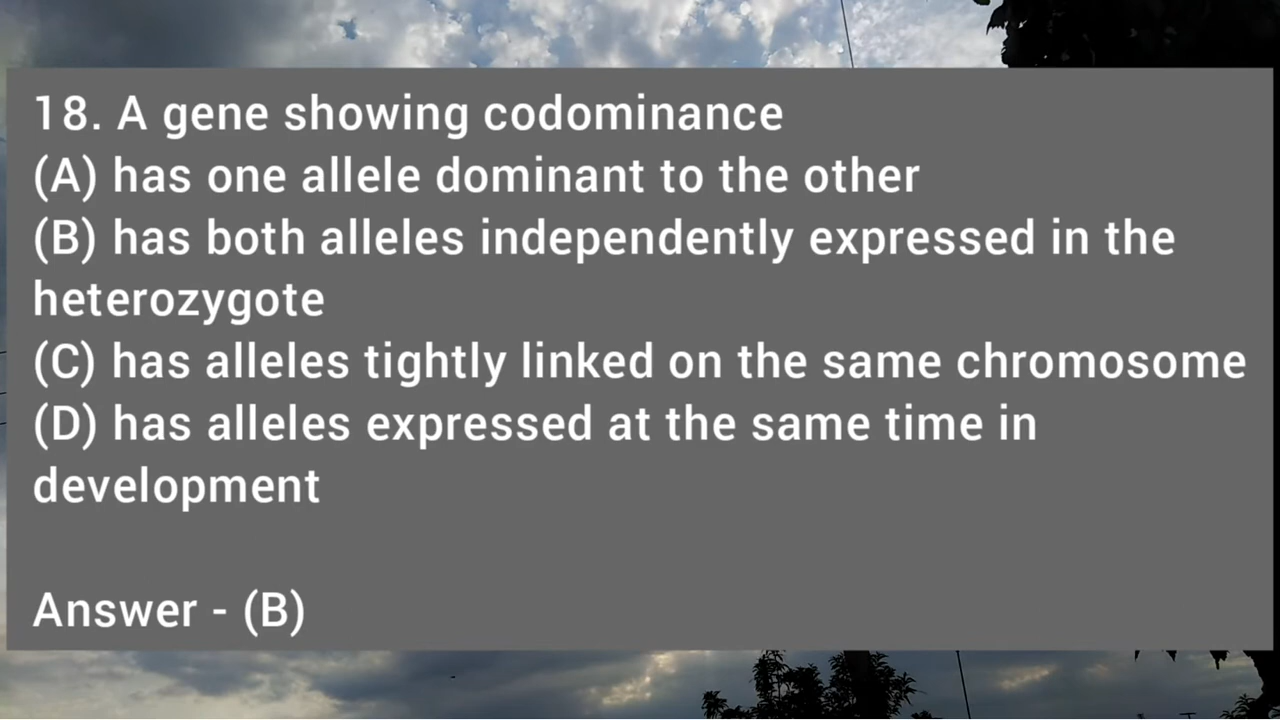 18. A gene showing codominance
(A) has one allele dominant to the other
(B) has both alleles independently expressed in the
heterozygote
(C) has alleles tightly linked on the same chromosome
(D) has alleles expressed at the same time in
development
Answer - (B)